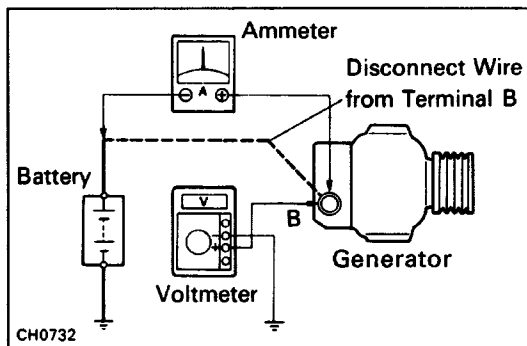 Ammeter
A
Disconnect Wire
from Terminal B
Battery
V
B
Generator
Voltmeter
CH0732